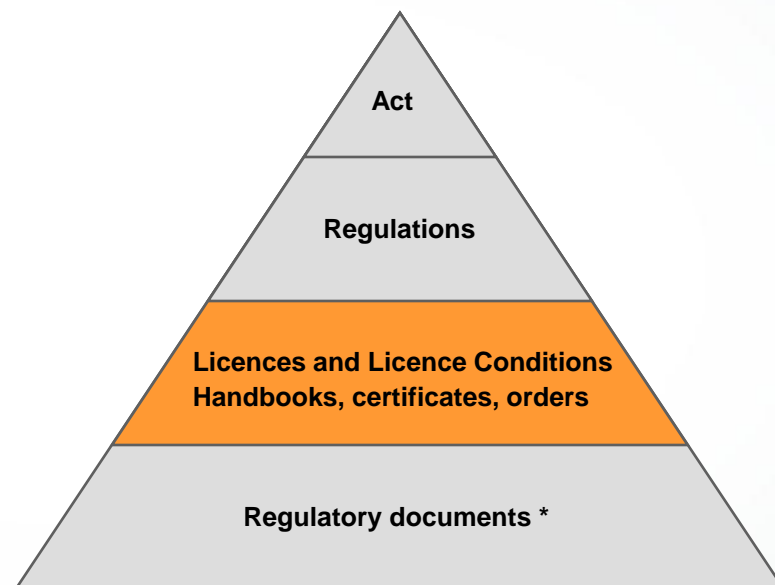 Act
Regulations
Licences and Licence Conditions
Handbooks, certificates, orders
Regulatory documents *